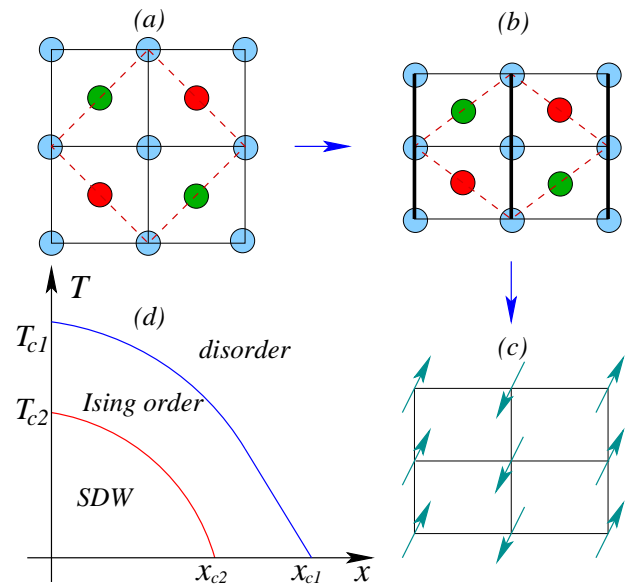 (a)
(b)
T
(d)
T_{c1}
disorder
(c)
T_{c2}
Ising order
SDW
x_{c2}
x_{c1}
x